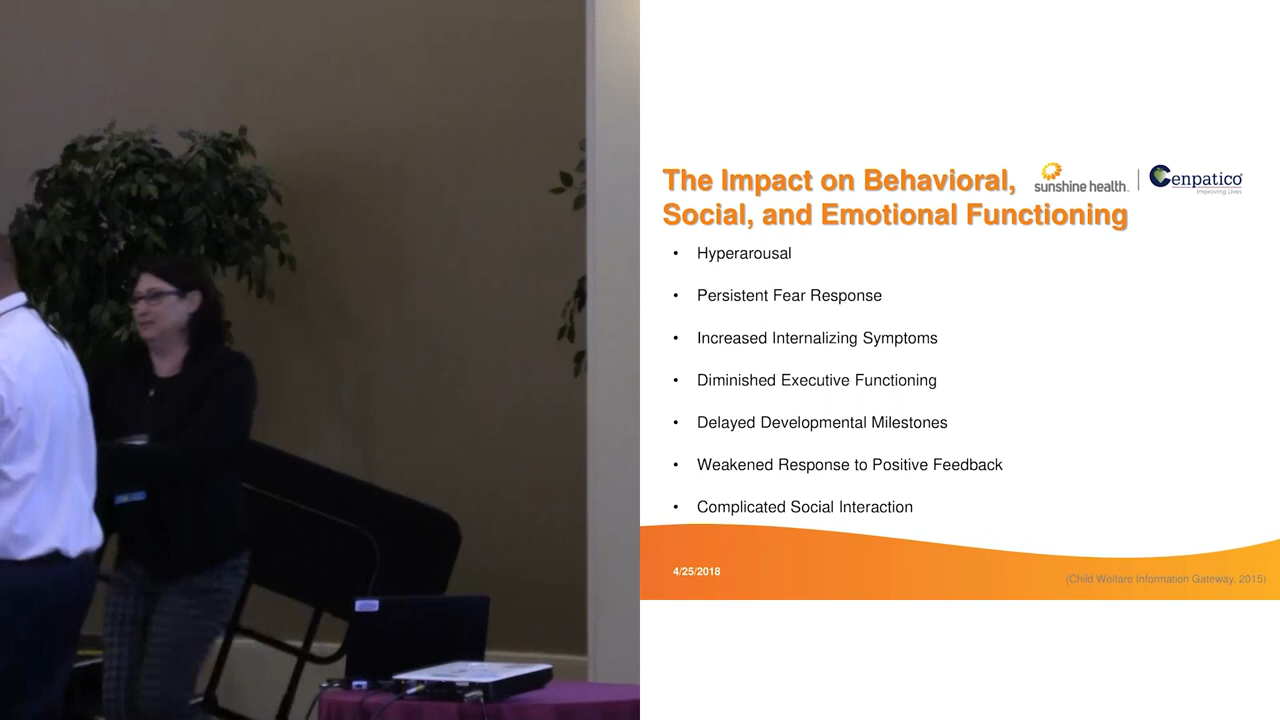 The Impact on Behavioral,
Social, and Emotional Functioning
sunshine health.
Cenpatico
Improving Lives
• Hyperarousal
• Persistent Fear Response
• Increased Internalizing Symptoms
• Diminished Executive Functioning
• Delayed Developmental Milestones
• Weakened Response to Positive Feedback
• Complicated Social Interaction
4/25/2018
(Child Welfare Information Gateway, 2015)